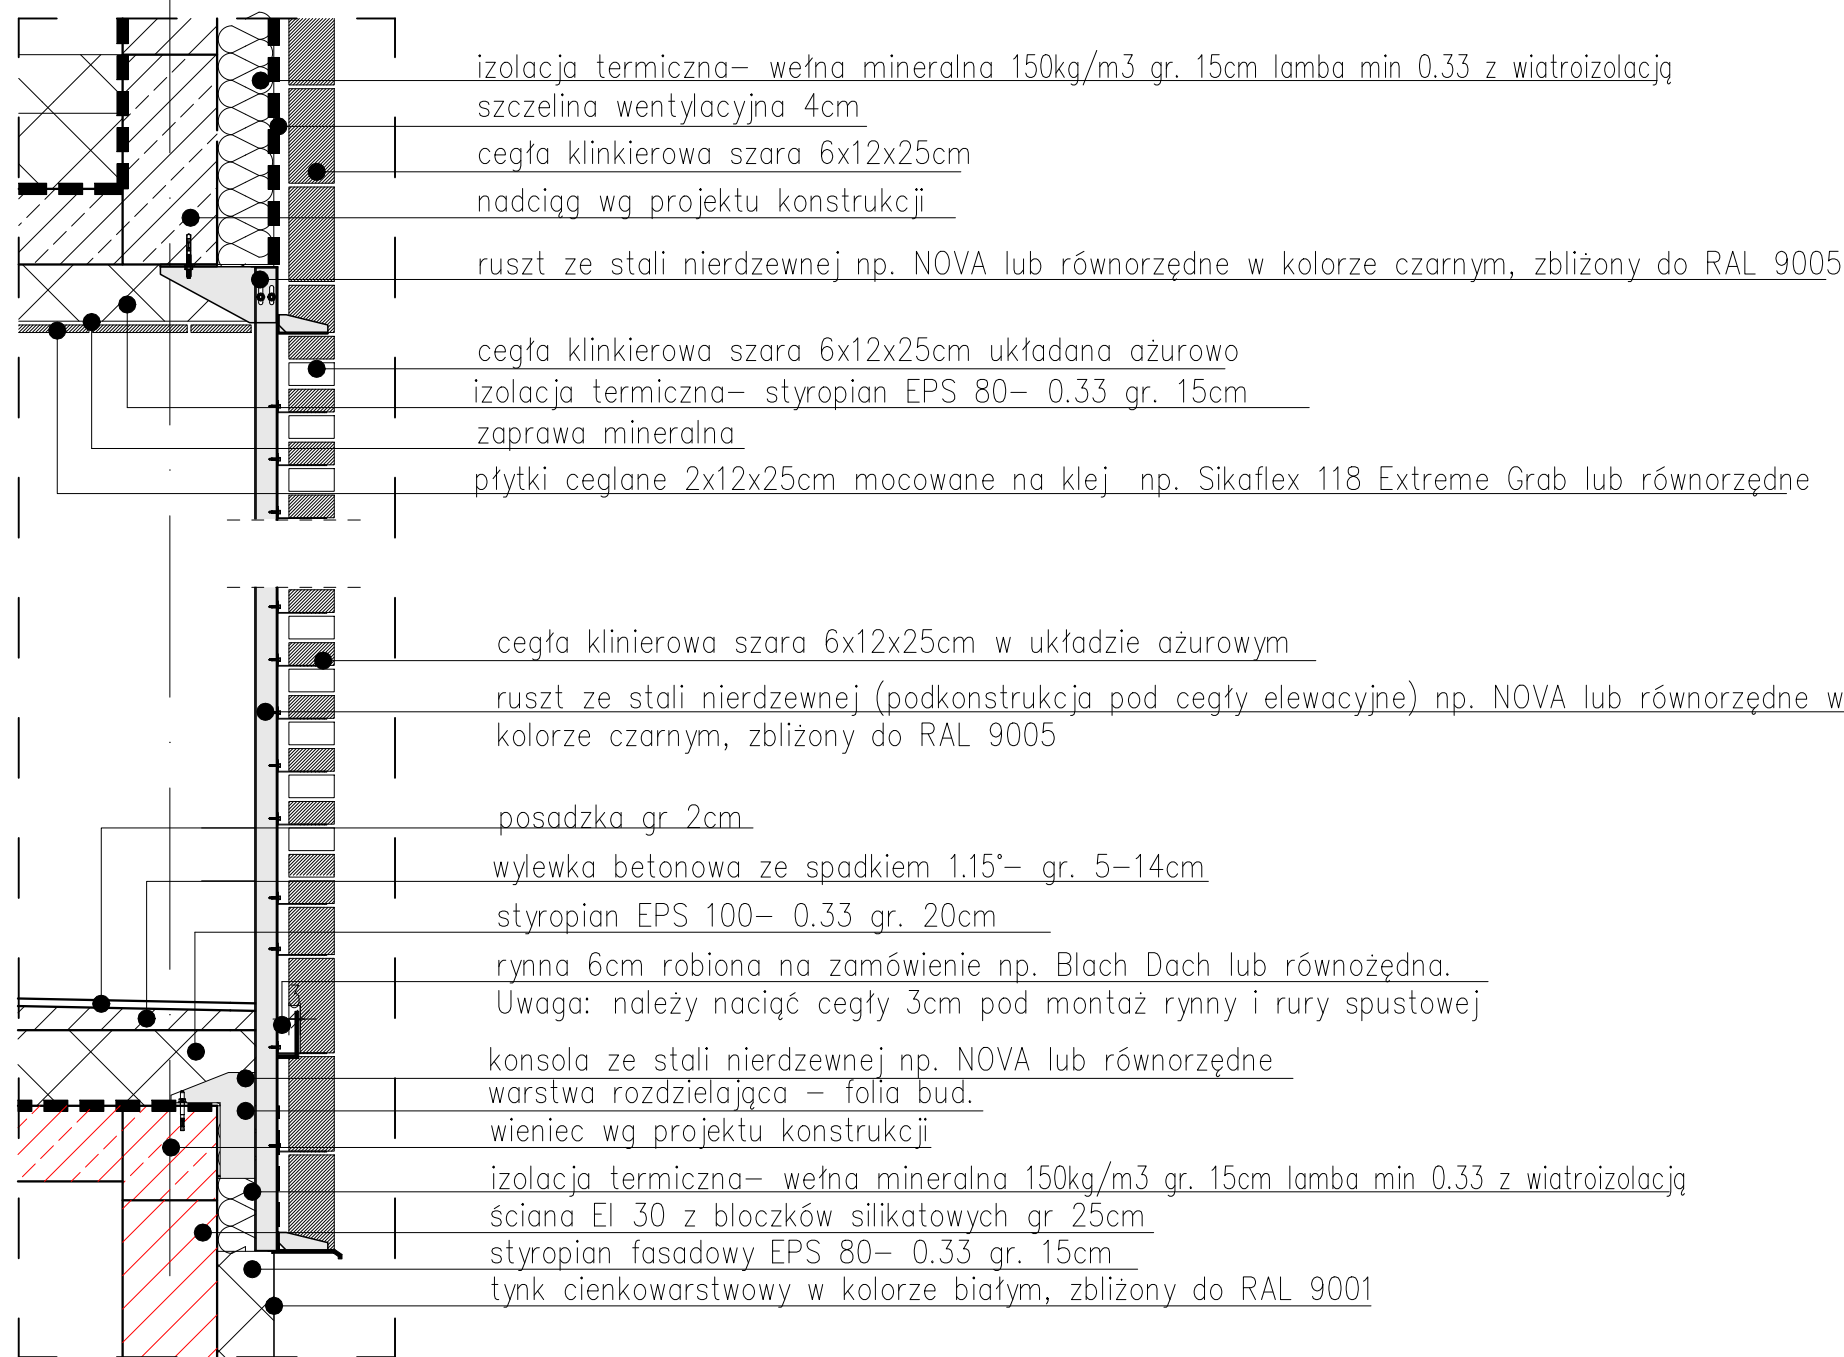 izolacja termiczna– wełna mineralna 150kg/m3 gr. 15cm lamba min 0.33 z wiatroizolacją
szczelina wentylacyjna 4cm
cegła klinkierowa szara 6x12x25cm
nadciąg wg projektu konstrukcji
ruszt ze stali nierdzewnej np. NOVA lub równorzędne w kolorze czarnym, zbliżony do RAL 9005
cegła klinkierowa szara 6x12x25cm układana ażurowo
izolacja termiczna– styropian EPS 80– 0.33 gr. 15cm
zaprawa mineralna
płytki ceglane 2x12x25cm mocowane na klej np. Sikaflex 118 Extreme Grab lub równorzędne
cegła klinierowa szara 6x12x25cm w układzie ażurowym
ruszt ze stali nierdzewnej (podkonstrukcja pod cegły elewacyjne) np. NOVA lub równorzędne w
kolorze czarnym, zbliżony do RAL 9005
posadzka gr 2cm
wylewka betonowa ze spadkiem 1.15°– gr. 5–14cm
styropian EPS 100– 0.33 gr. 20cm
rynna 6cm robiona na zamówienie np. Blach Dach lub równożędna.
Uwaga: należy naciąć cegły 3cm pod montaż rynny i rury spustowej
konsola ze stali nierdzewnej np. NOVA lub równorzędne
warstwa rozdzielająca – folia bud.
wieniec wg projektu konstrukcji
izolacja termiczna– wełna mineralna 150kg/m3 gr. 15cm lamba min 0.33 z wiatroizolacją
ściana EI 30 z bloczków silikatowych gr 25cm
styropian fasadowy EPS 80– 0.33 gr. 15cm
tynk cienkowarstwowy w kolorze białym, zbliżony do RAL 9001